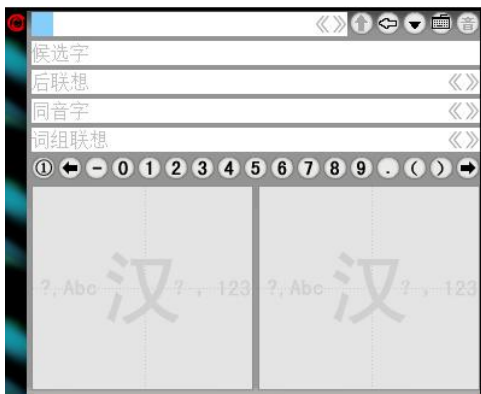 《》 音
候选字
后联想 《》
同音字 《》
词组联想 《》
① - 0 1 2 3 4 5 6 7 8 9 . ( )
?, Abc 汉 ? , 123 ?, Abc 汉 ? , 123